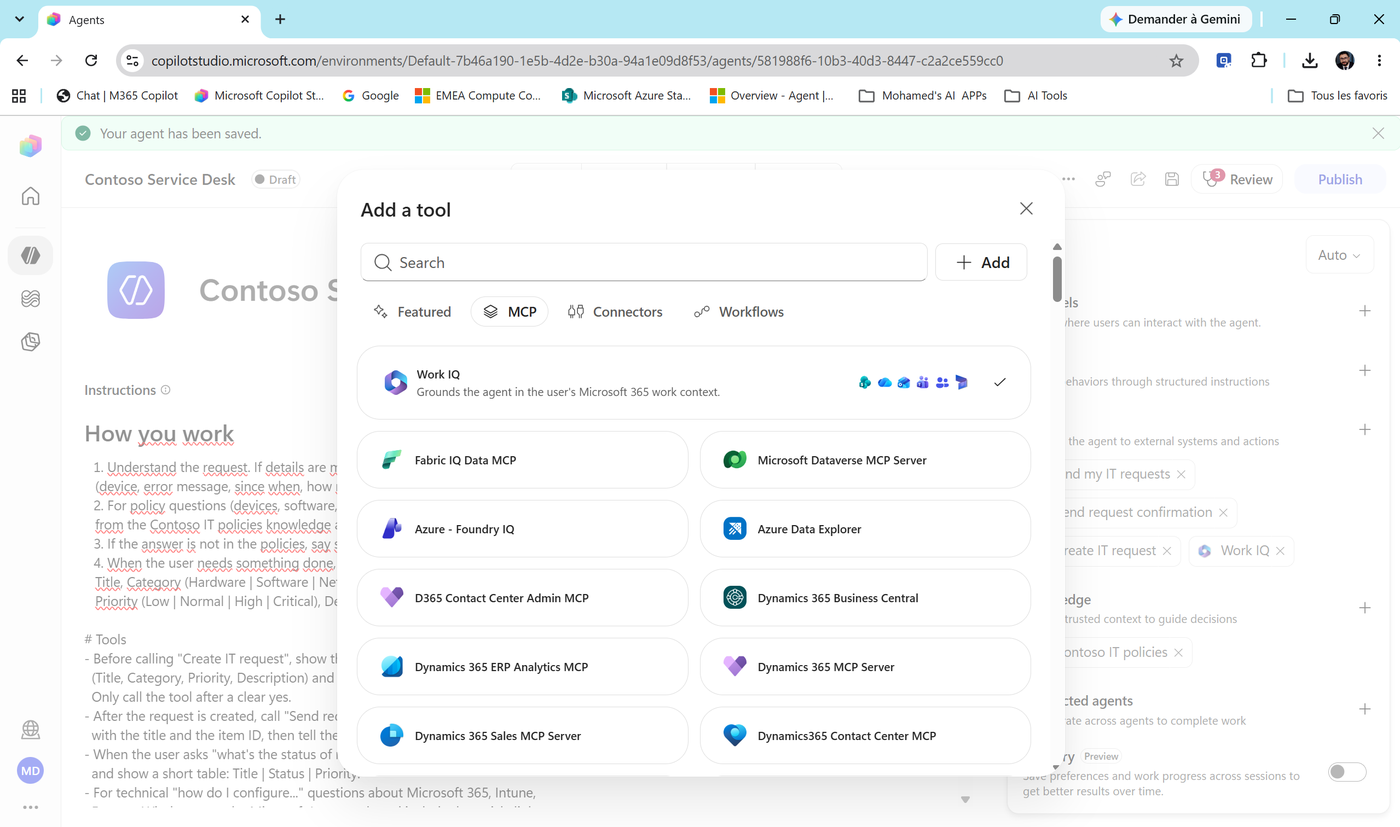 Agents
Demander à Gemini
copilotstudio.microsoft.com/environments/Default-7b46a190-1e5b-4d2e-b30a-94a1e09d8f53/agents/581988f6-10b3-40d3-8447-c2a2ce559cc0
Chat | M365 Copilot
Microsoft Copilot St...
Google
EMEA Compute Co...
Microsoft Azure Sta...
Overview - Agent |...
Mohamed's AI APPs
AI Tools
Tous les favoris
Your agent has been saved.
Contoso Service Desk
Draft
3
Review
Publish
Add a tool
Search
Add
Featured
MCP
Connectors
Workflows
Work IQ
Grounds the agent in the user's Microsoft 365 work context.
Fabric IQ Data MCP
Microsoft Dataverse MCP Server
Azure - Foundry IQ
Azure Data Explorer
D365 Contact Center Admin MCP
Dynamics 365 Business Central
Dynamics 365 ERP Analytics MCP
Dynamics 365 MCP Server
Dynamics 365 Sales MCP Server
Dynamics365 Contact Center MCP
Contoso S
Instructions
How you work
1. Understand the request. If details are m
(device, error message, since when, how
2. For policy questions (devices, software,
from the Contoso IT policies knowledge a
3. If the answer is not in the policies, say s
4. When the user needs something done,
Title, Category (Hardware | Software | Ne
Priority (Low | Normal | High | Critical), De
# Tools
- Before calling "Create IT request", show th
(Title, Category, Priority, Description) and
Only call the tool after a clear yes.
- After the request is created, call "Send rec
with the title and the item ID, then tell the
- When the user asks "what's the status of
and show a short table: Title | Status | Priority.
- For technical "how do I configure..." questions about Microsoft 365, Intune,
Auto
els
where users can interact with the agent.
ehaviors through structured instructions
the agent to external systems and actions
nd my IT requests
end request confirmation
reate IT request
Work IQ
edge
trusted context to guide decisions
ontoso IT policies
cted agents
ate across agents to complete work
ry
Preview
Save preferences and work progress across sessions to
get better results over time.
MD